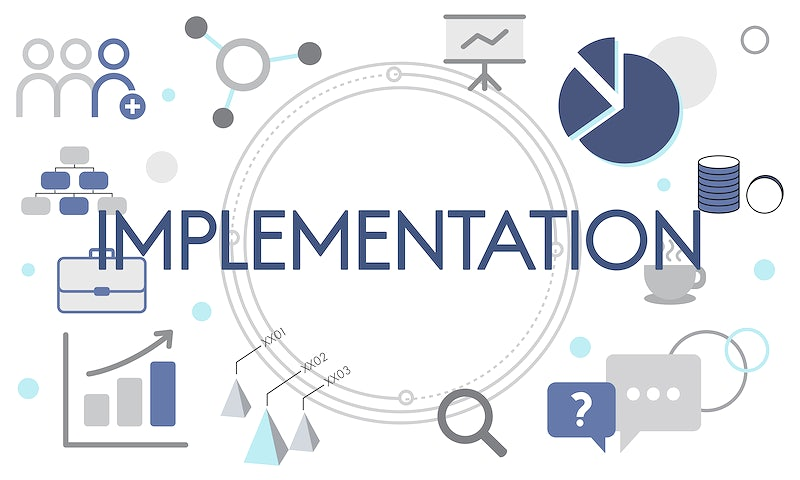 IMPLEMENTATION
XX01
XX02
XX03
?